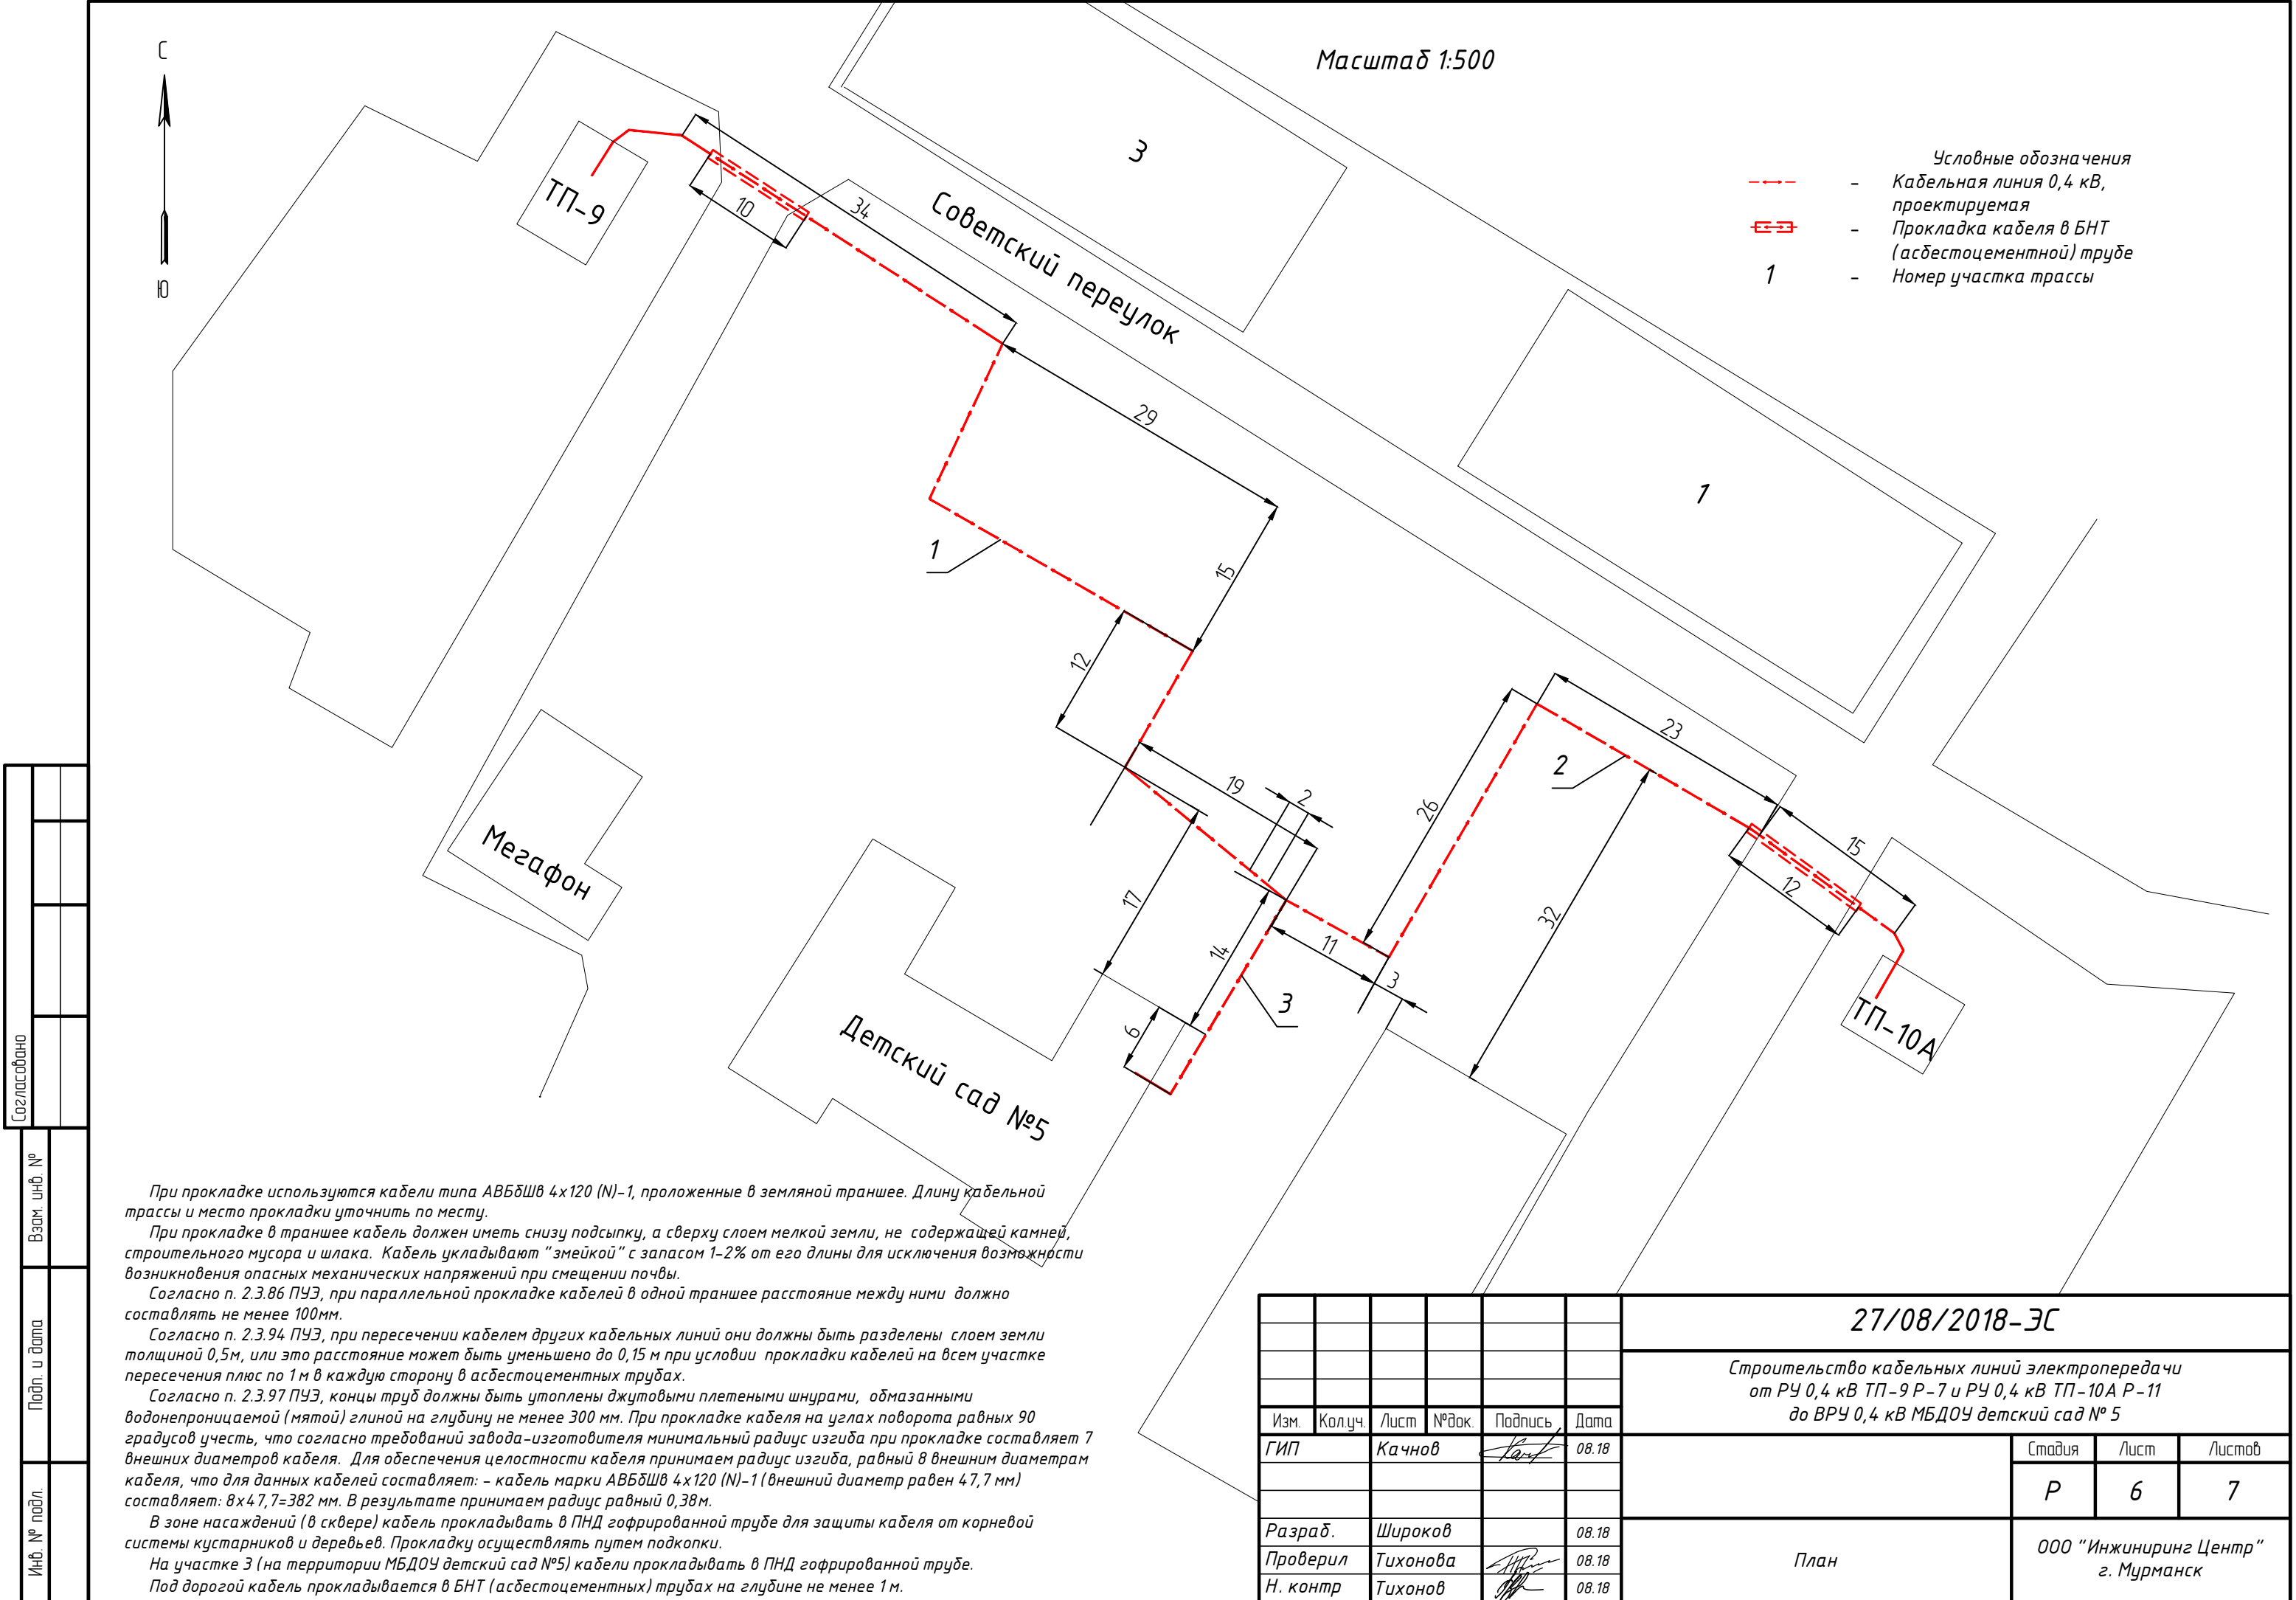 С
Ю
Масштаб 1:500
Условные обозначения
- Кабельная линия 0,4 кВ,
проектируемая
- Прокладка кабеля в БНТ
(асбестоцементной) трубе
1 - Номер участка трассы
3
ТП-9
10
34
Советский переулок
29
1
1
15
12
23
2
19
2
26
15
Мегафон
12
17
32
14
11
3
3
6
ТП-10А
Детский сад №5
При прокладке используются кабели типа АВБбШв 4х120 (N)-1, проложенные в земляной траншее. Длину кабельной
трассы и место прокладки уточнить по месту.
При прокладке в траншее кабель должен иметь снизу подсыпку, а сверху слоем мелкой земли, не содержащей камней,
строительного мусора и шлака. Кабель укладывают "змейкой" с запасом 1-2% от его длины для исключения возможности
возникновения опасных механических напряжений при смещении почвы.
Согласно п. 2.3.86 ПУЭ, при параллельной прокладке кабелей в одной траншее расстояние между ними должно
составлять не менее 100мм.
Согласно п. 2.3.94 ПУЭ, при пересечении кабелем других кабельных линий они должны быть разделены слоем земли
толщиной 0,5м, или это расстояние может быть уменьшено до 0,15 м при условии прокладки кабелей на всем участке
пересечения плюс по 1 м в каждую сторону в асбестоцементных трубах.
Согласно п. 2.3.97 ПУЭ, концы труб должны быть утоплены джутовыми плетеными шнурами, обмазанными
водонепроницаемой (мятой) глиной на глубину не менее 300 мм. При прокладке кабеля на углах поворота равных 90
градусов учесть, что согласно требований завода-изготовителя минимальный радиус изгиба при прокладке составляет 7
внешних диаметров кабеля. Для обеспечения целостности кабеля принимаем радиус изгиба, равный 8 внешним диаметрам
кабеля, что для данных кабелей составляет: - кабель марки АВБбШв 4х120 (N)-1 (внешний диаметр равен 47,7 мм)
составляет: 8х47,7=382 мм. В результате принимаем радиус равный 0,38м.
В зоне насаждений (в сквере) кабель прокладывать в ПНД гофрированной трубе для защиты кабеля от корневой
системы кустарников и деревьев. Прокладку осуществлять путем подкопки.
На участке 3 (на территории МБДОУ детский сад №5) кабели прокладывать в ПНД гофрированной трубе.
Под дорогой кабель прокладывается в БНТ (асбестоцементных) трубах на глубине не менее 1 м.
Согласовано
Взам. инв. №
Подп. и дата
Инв. № подл.
27/08/2018-ЭС
Строительство кабельных линий электропередачи
от РУ 0,4 кВ ТП-9 Р-7 и РУ 0,4 кВ ТП-10А Р-11
до ВРУ 0,4 кВ МБДОУ детский сад № 5
Изм. Кол.уч. Лист №док. Подпись Дата
ГИП Качнов 08.18
Стадия Лист Листов
Р 6 7
Разраб. Широков 08.18
Проверил Тихонова 08.18
Н. контр Тихонов 08.18
План
ООО "Инжиниринг Центр"
г. Мурманск